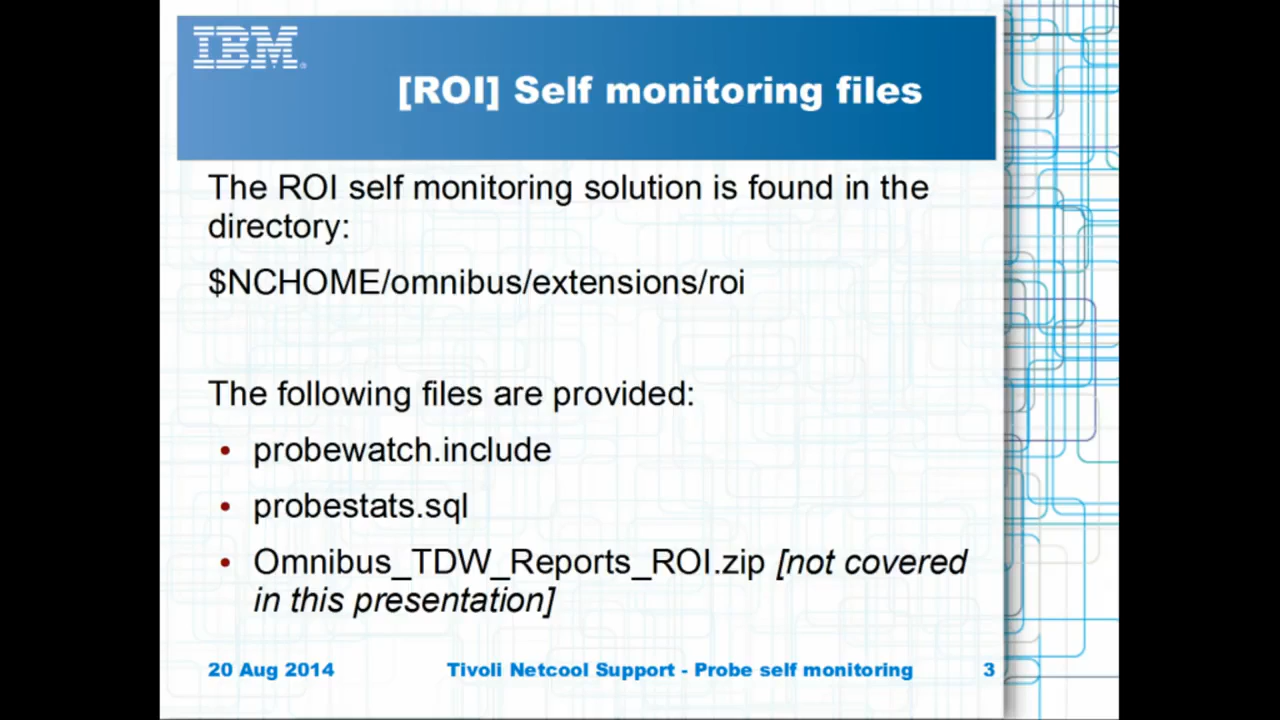 IBM®
[ROI] Self monitoring files
The ROI self monitoring solution is found in the
directory:
$NCHOME/omnibus/extensions/roi
The following files are provided:
• probewatch.include
• probestats.sql
• Omnibus_TDW_Reports_ROI.zip [not covered
in this presentation]
20 Aug 2014 Tivoli Netcool Support - Probe self monitoring 3